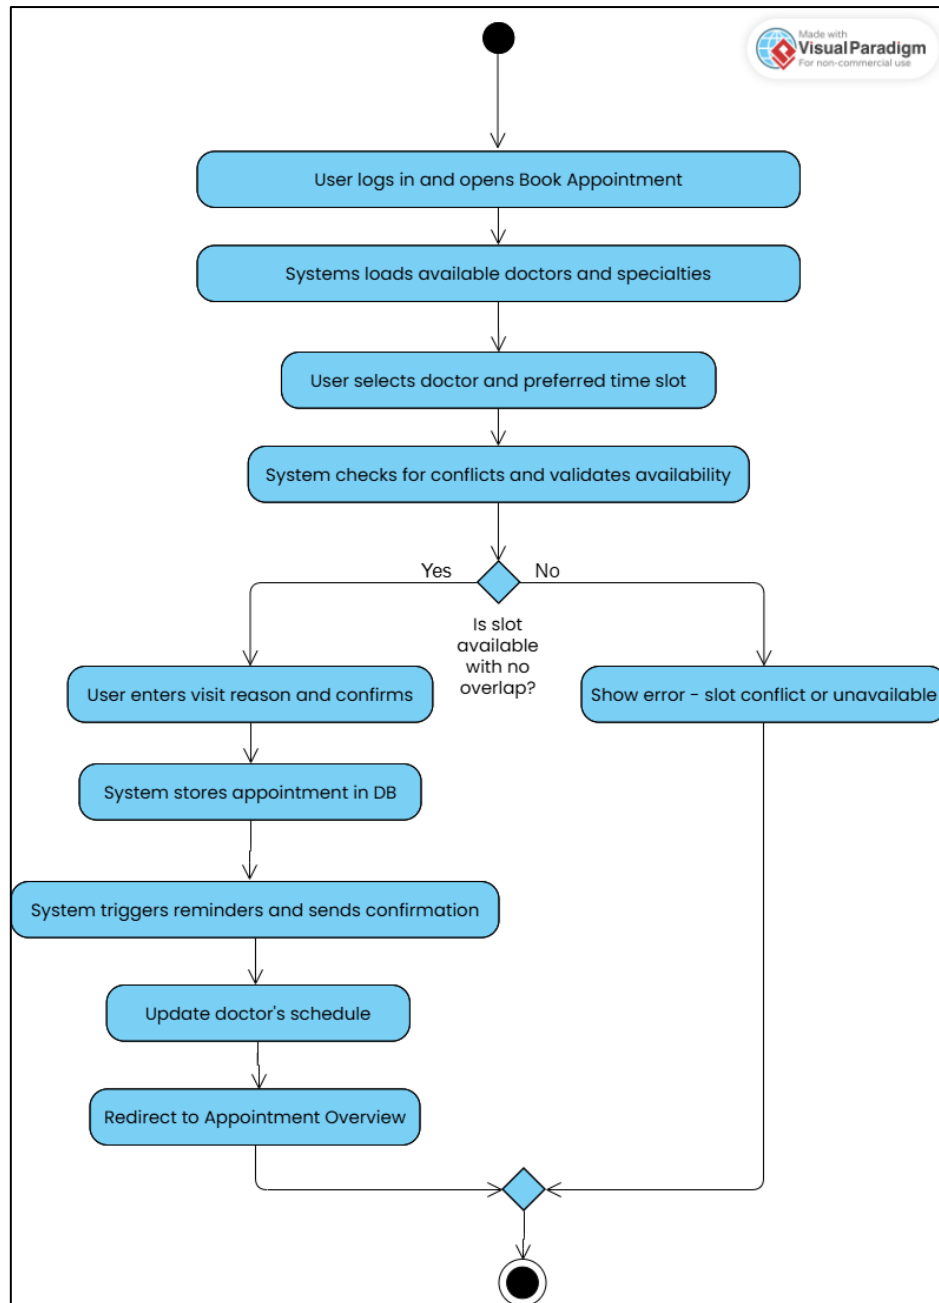 Made with
Visual Paradigm
For non-commercial use
User logs in and opens Book Appointment
Systems loads available doctors and specialties
User selects doctor and preferred time slot
System checks for conflicts and validates availability
Yes
No
Is slot
available
with no
overlap?
User enters visit reason and confirms
Show error - slot conflict or unavailable
System stores appointment in DB
System triggers reminders and sends confirmation
Update doctor's schedule
Redirect to Appointment Overview